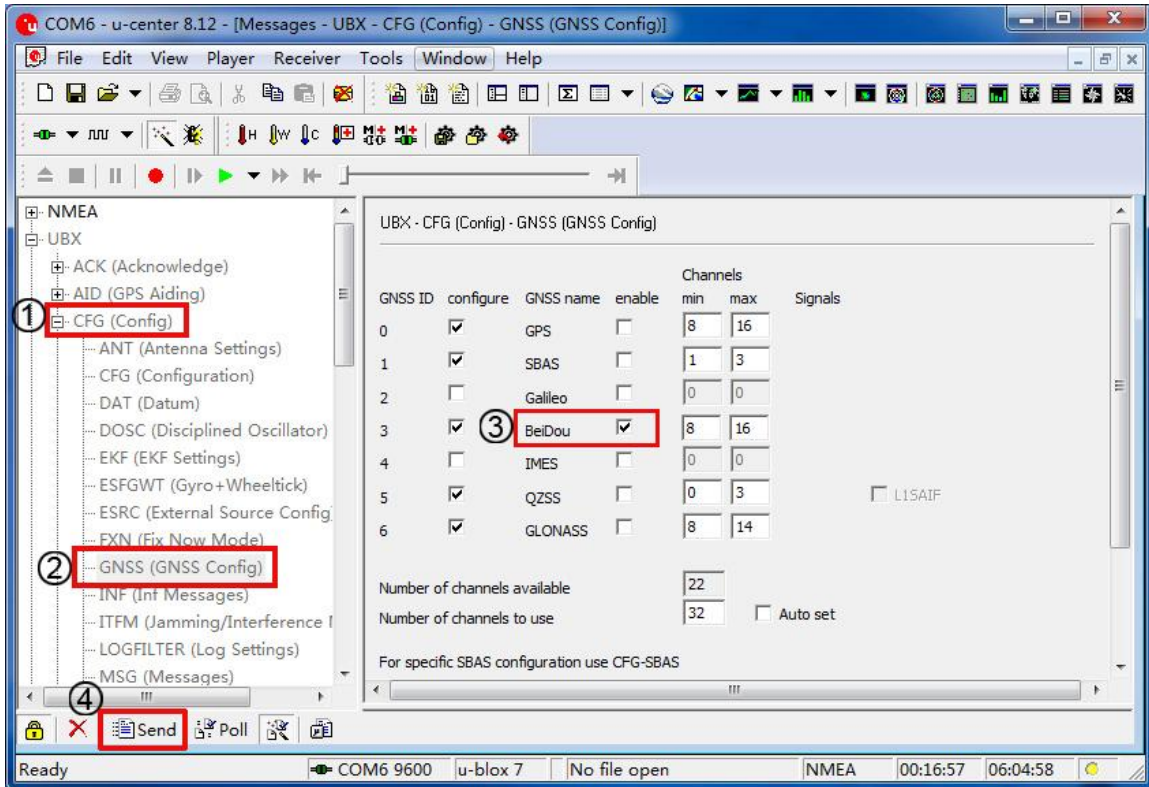 COM6 - u-center 8.12 - [Messages - UBX - CFG (Config) - GNSS (GNSS Config)]
File Edit View Player Receiver Tools Window Help
NMEA
UBX
ACK (Acknowledge)
AID (GPS Aiding)
① CFG (Config)
ANT (Antenna Settings)
CFG (Configuration)
DAT (Datum)
DOSC (Disciplined Oscillator)
EKF (EKF Settings)
ESFGWT (Gyro+Wheeltick)
ESRC (External Source Config
FXN (Fix Now Mode)
② GNSS (GNSS Config)
INF (Inf Messages)
ITFM (Jamming/Interference
LOGFILTER (Log Settings)
MSG (Messages)
UBX - CFG (Config) - GNSS (GNSS Config)
Channels
GNSS ID configure GNSS name enable min max Signals
0 GPS 8 16
1 SBAS 1 3
2 Galileo 0 0
3 ③ BeiDou 8 16
4 IMES 0 0
5 QZSS 0 3 L1SAIF
6 GLONASS 8 14
Number of channels available 22
Number of channels to use 32 Auto set
For specific SBAS configuration use CFG-SBAS
④ Send Poll
Ready COM6 9600 u-blox 7 No file open NMEA 00:16:57 06:04:58